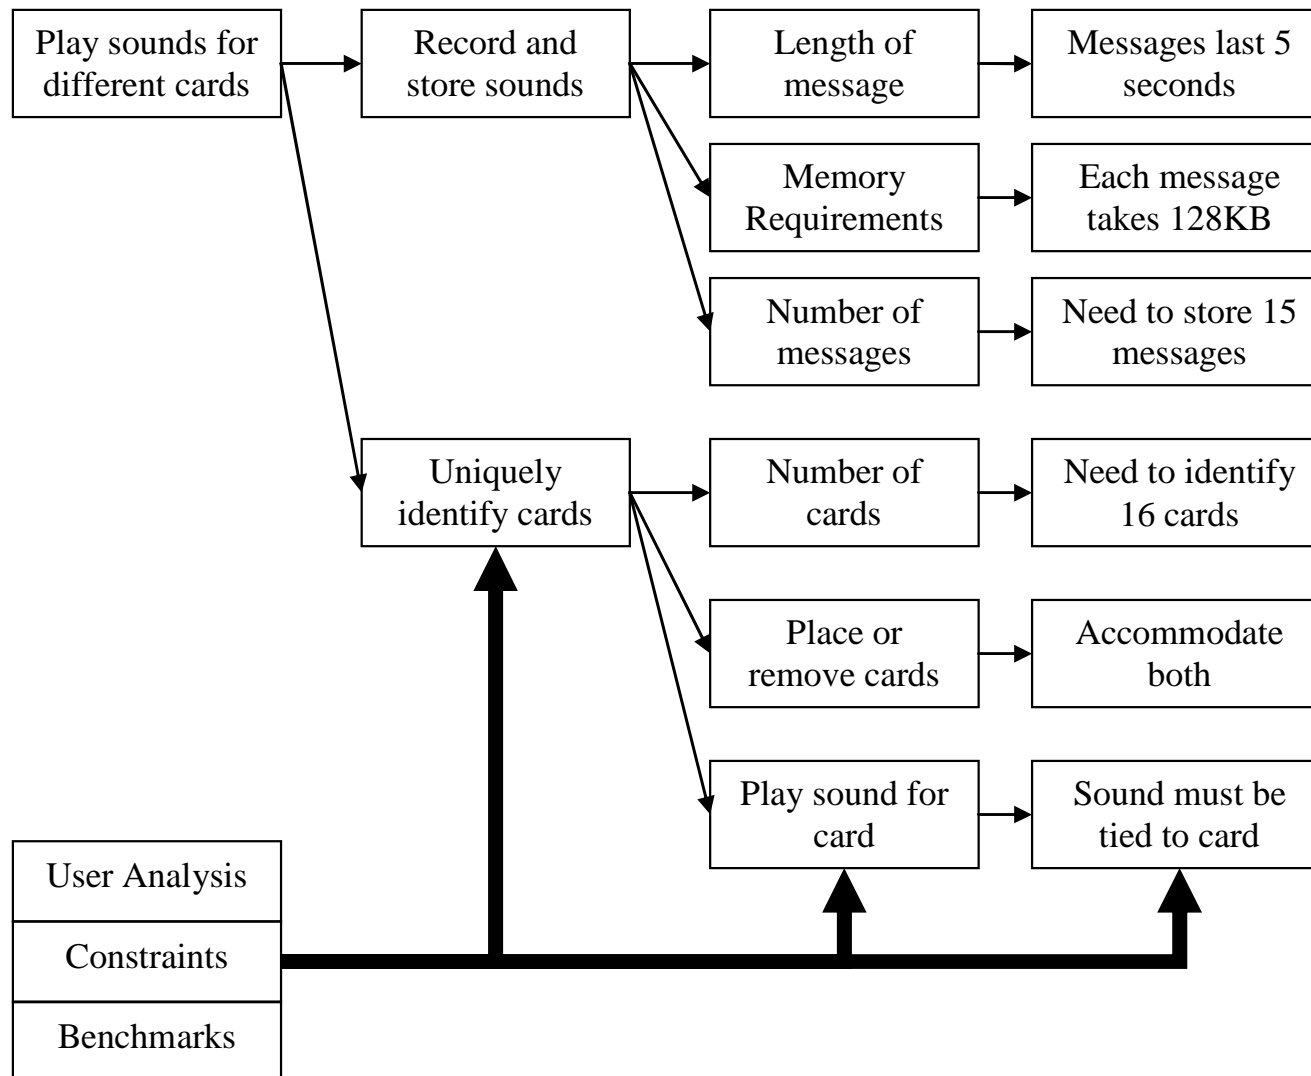 Play sounds for
different cards
Record and
store sounds
Length of
message
Messages last 5
seconds
Memory
Requirements
Each message
takes 128KB
Number of
messages
Need to store 15
messages
Uniquely
identify cards
Number of
cards
Need to identify
16 cards
Place or
remove cards
Accommodate
both
Play sound for
card
Sound must be
tied to card
User Analysis
Constraints
Benchmarks